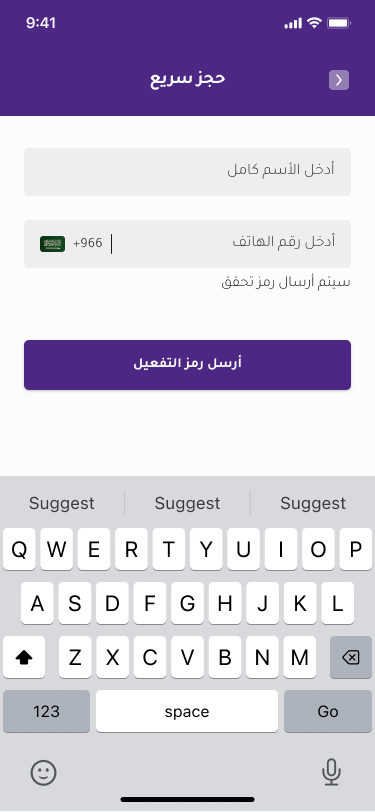 9:41
حجز سريع
أدخل الأسم كامل
أدخل رقم الهاتف
+966
سيتم أرسال رمز تحقق
أرسل رمز التفعيل
Suggest Suggest Suggest
Q W E R T Y U I O P
A S D F G H J K L
Z X C V B N M
123 space Go